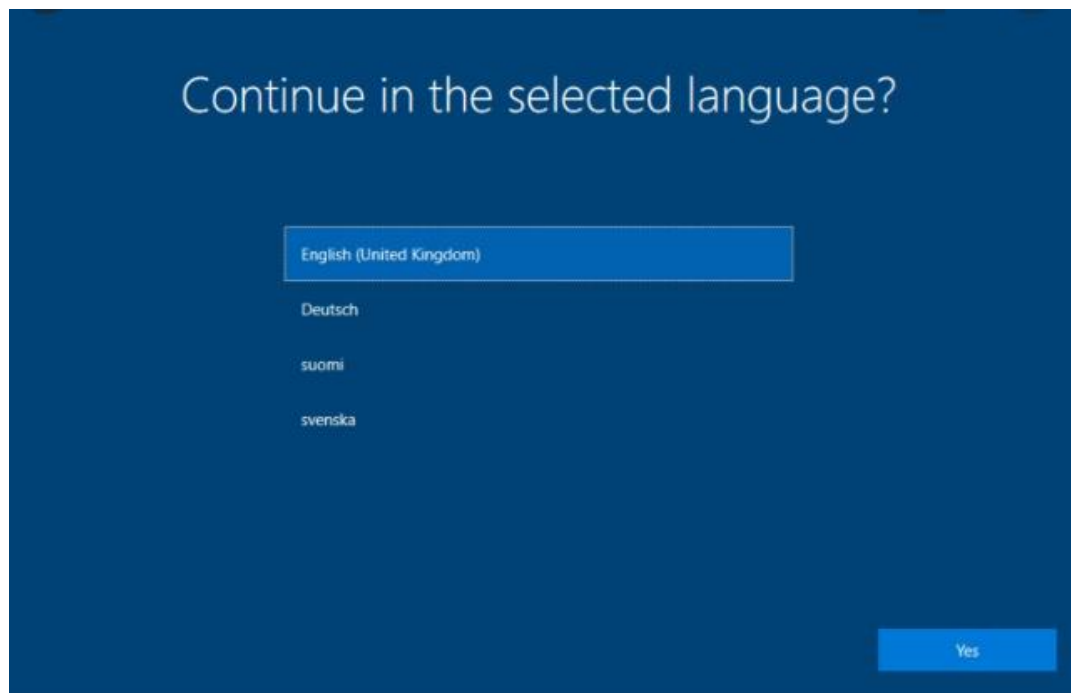 Continue in the selected language?
English (United Kingdom)
Deutsch
suomi
svenska
Yes